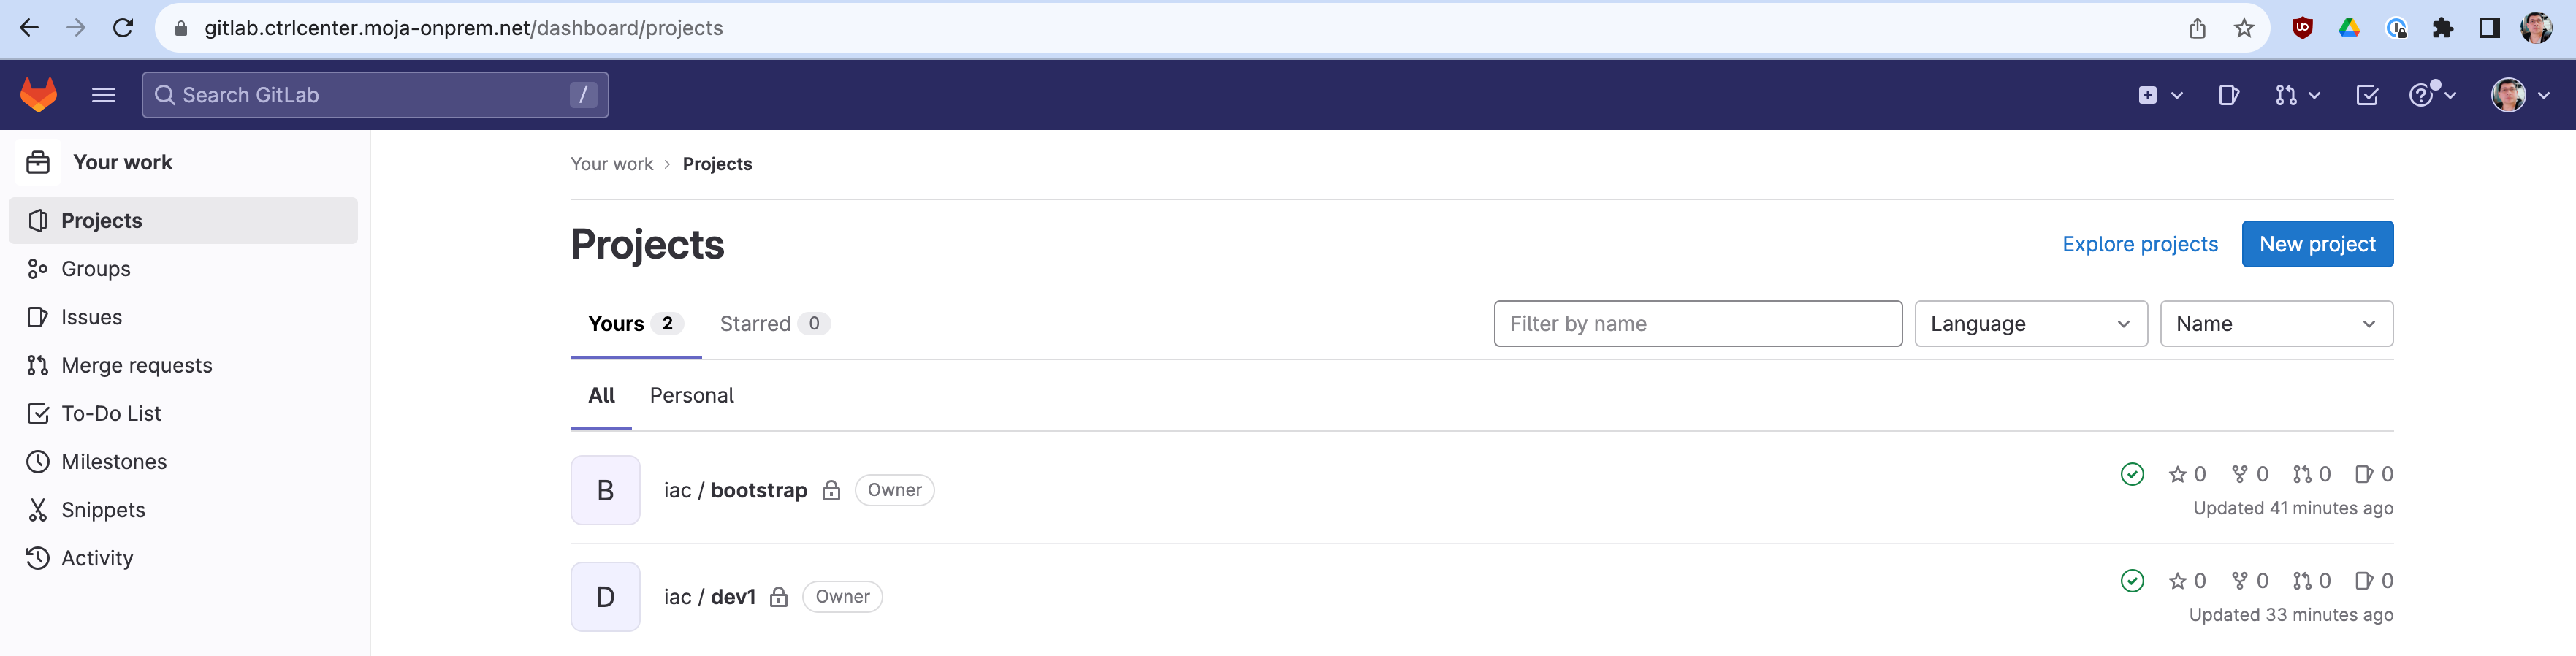 gitlab.ctrlcenter.moja-onprem.net/dashboard/projects
Search GitLab /
Your work
Projects
Groups
Issues
Merge requests
To-Do List
Milestones
Snippets
Activity
Your work › Projects
Projects
Explore projects
New project
Yours 2
Starred 0
Filter by name
Language
Name
All
Personal
B
iac / bootstrap Owner
0 0 0 0
Updated 41 minutes ago
D
iac / dev1 Owner
0 0 0 0
Updated 33 minutes ago